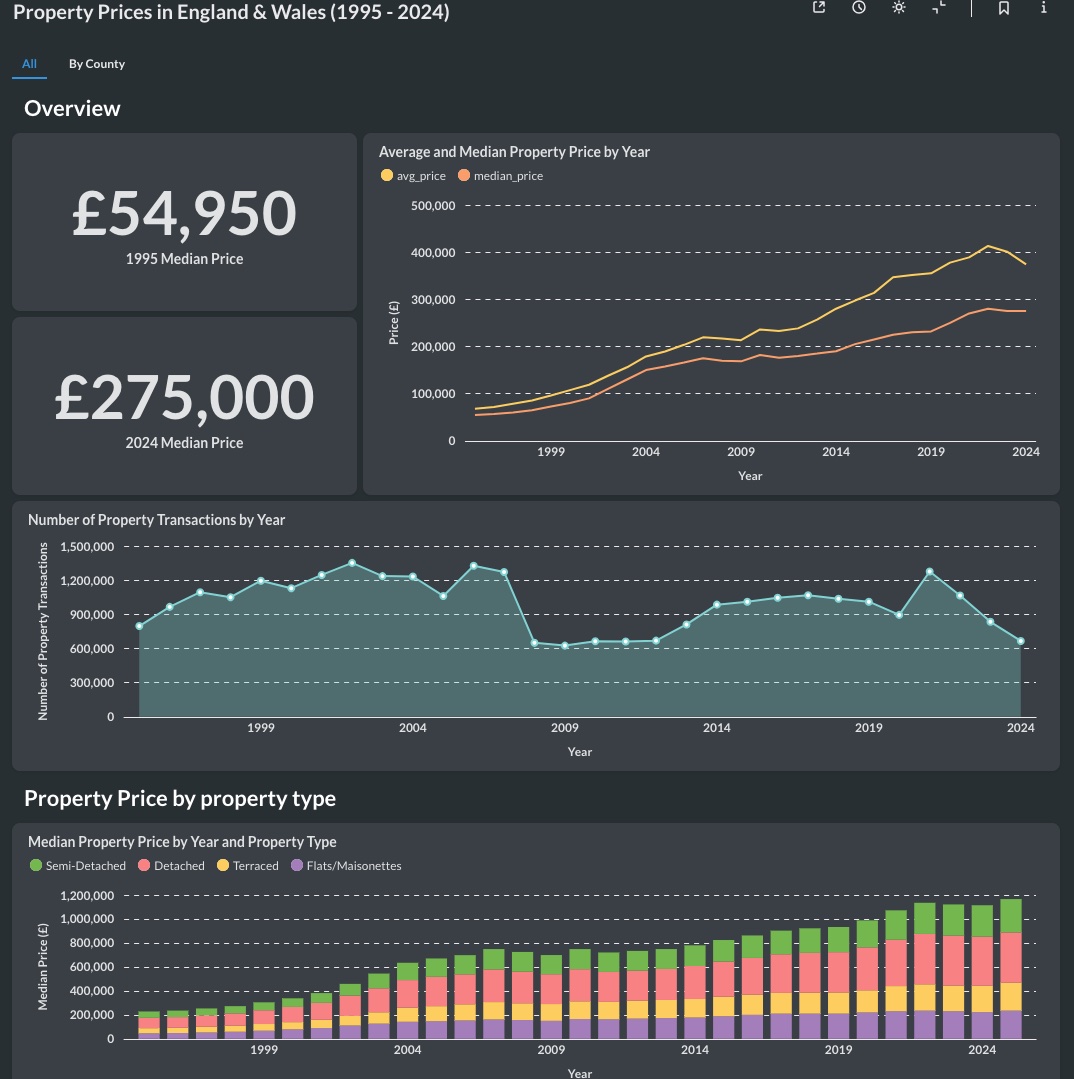 Property Prices in England & Wales (1995 - 2024)
All
By County
Overview
£54,950
1995 Median Price
£275,000
2024 Median Price
Average and Median Property Price by Year
avg_price median_price
500,000
400,000
300,000
200,000
100,000
0
Price (£)
1999 2004 2009 2014 2019 2024
Year
Number of Property Transactions by Year
1,500,000
1,200,000
900,000
600,000
300,000
0
Number of Property Transactions
1999 2004 2009 2014 2019 2024
Year
Property Price by property type
Median Property Price by Year and Property Type
Semi-Detached Detached Terraced Flats/Maisonettes
1,200,000
1,000,000
800,000
600,000
400,000
200,000
0
Median Price (£)
1999 2004 2009 2014 2019 2024
Year